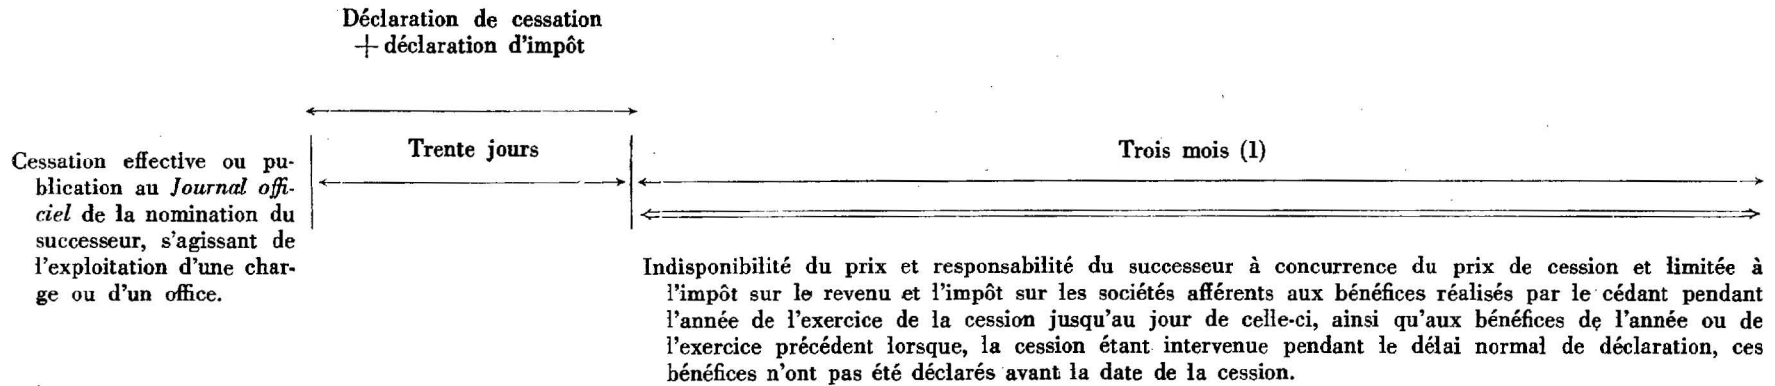 Déclaration de cessation
+ déclaration d'impôt
Trente jours
Trois mois (1)
Cessation effective ou pu-
blication au Journal offi-
ciel de la nomination du
successeur, s'agissant de
l'exploitation d'une char-
ge ou d'un office.
Indisponibilité du prix et responsabilité du successeur à concurrence du prix de cession et limitée à
l'impôt sur le revenu et l'impôt sur les sociétés afférents aux bénéfices réalisés par le cédant pendant
l'année de l'exercice de la cession jusqu'au jour de celle-ci, ainsi qu'aux bénéfices de l'année ou de
l'exercice précédent lorsque, la cession étant intervenue pendant le délai normal de déclaration, ces
bénéfices n'ont pas été déclarés avant la date de la cession.